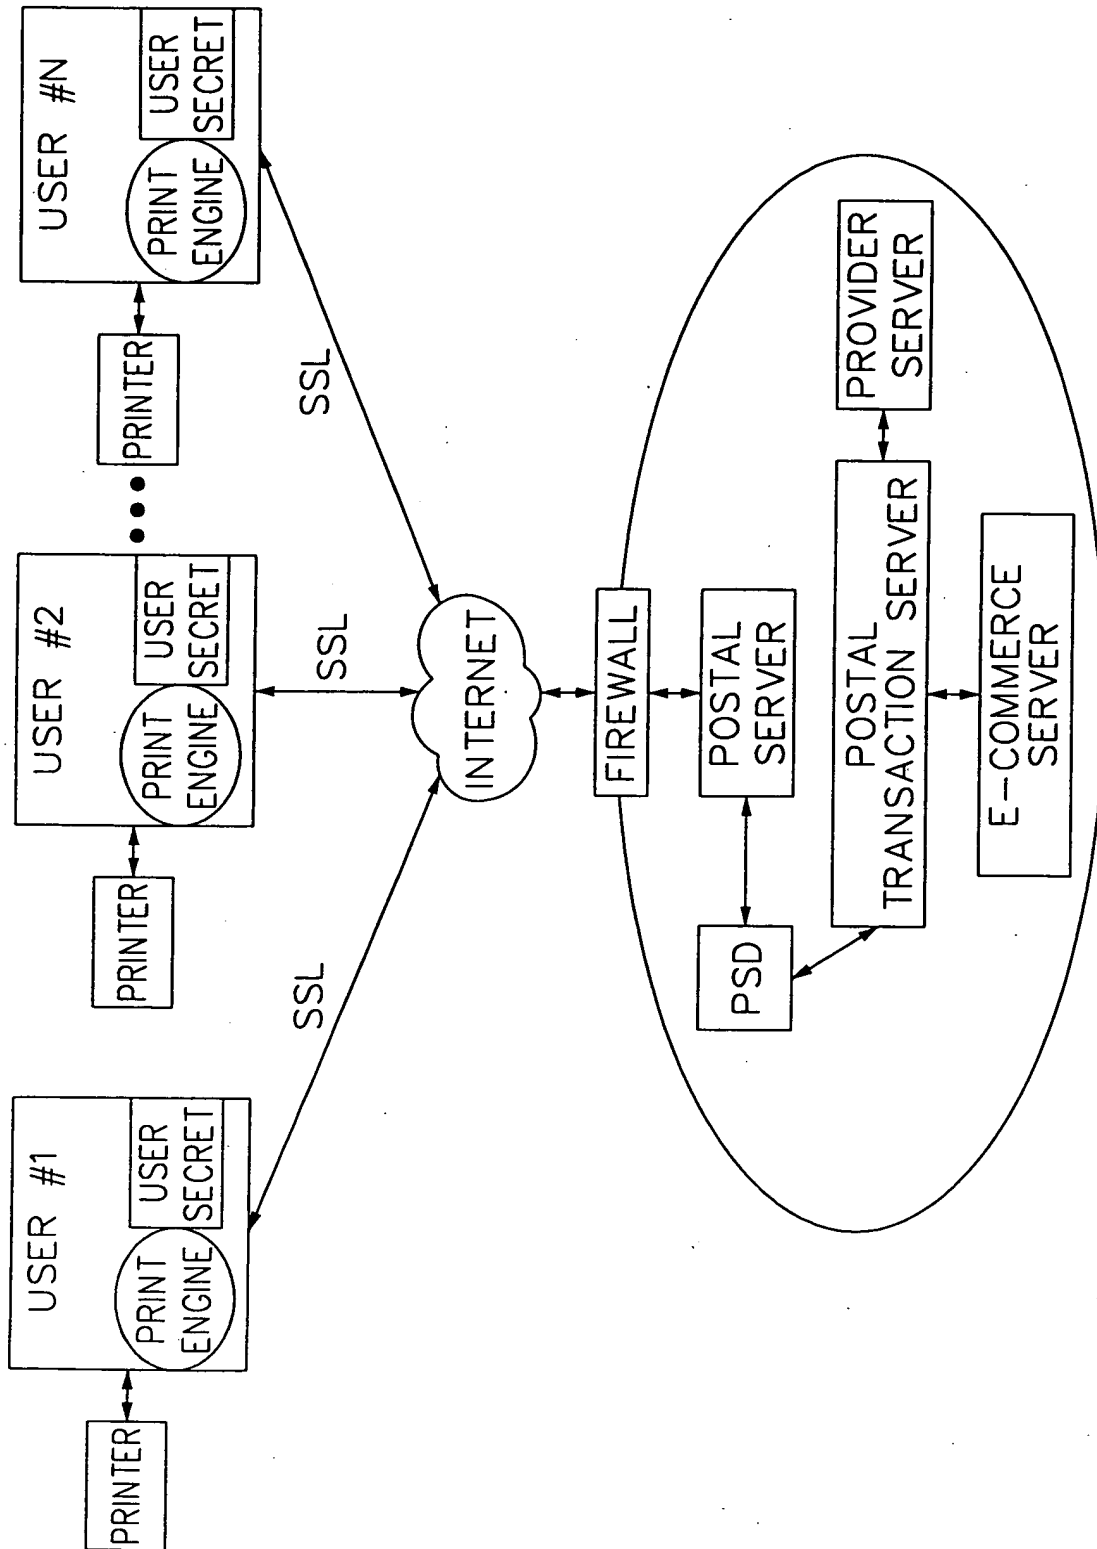 USER #1
PRINT
ENGINE
USER
SECRET
PRINTER
USER #2
PRINT
ENGINE
USER
SECRET
PRINTER
USER #N
PRINT
ENGINE
USER
SECRET
PRINTER
SSL
SSL
SSL
INTERNET
FIREWALL
PSD
POSTAL
SERVER
POSTAL
TRANSACTION SERVER
PROVIDER
SERVER
E-COMMERCE
SERVER